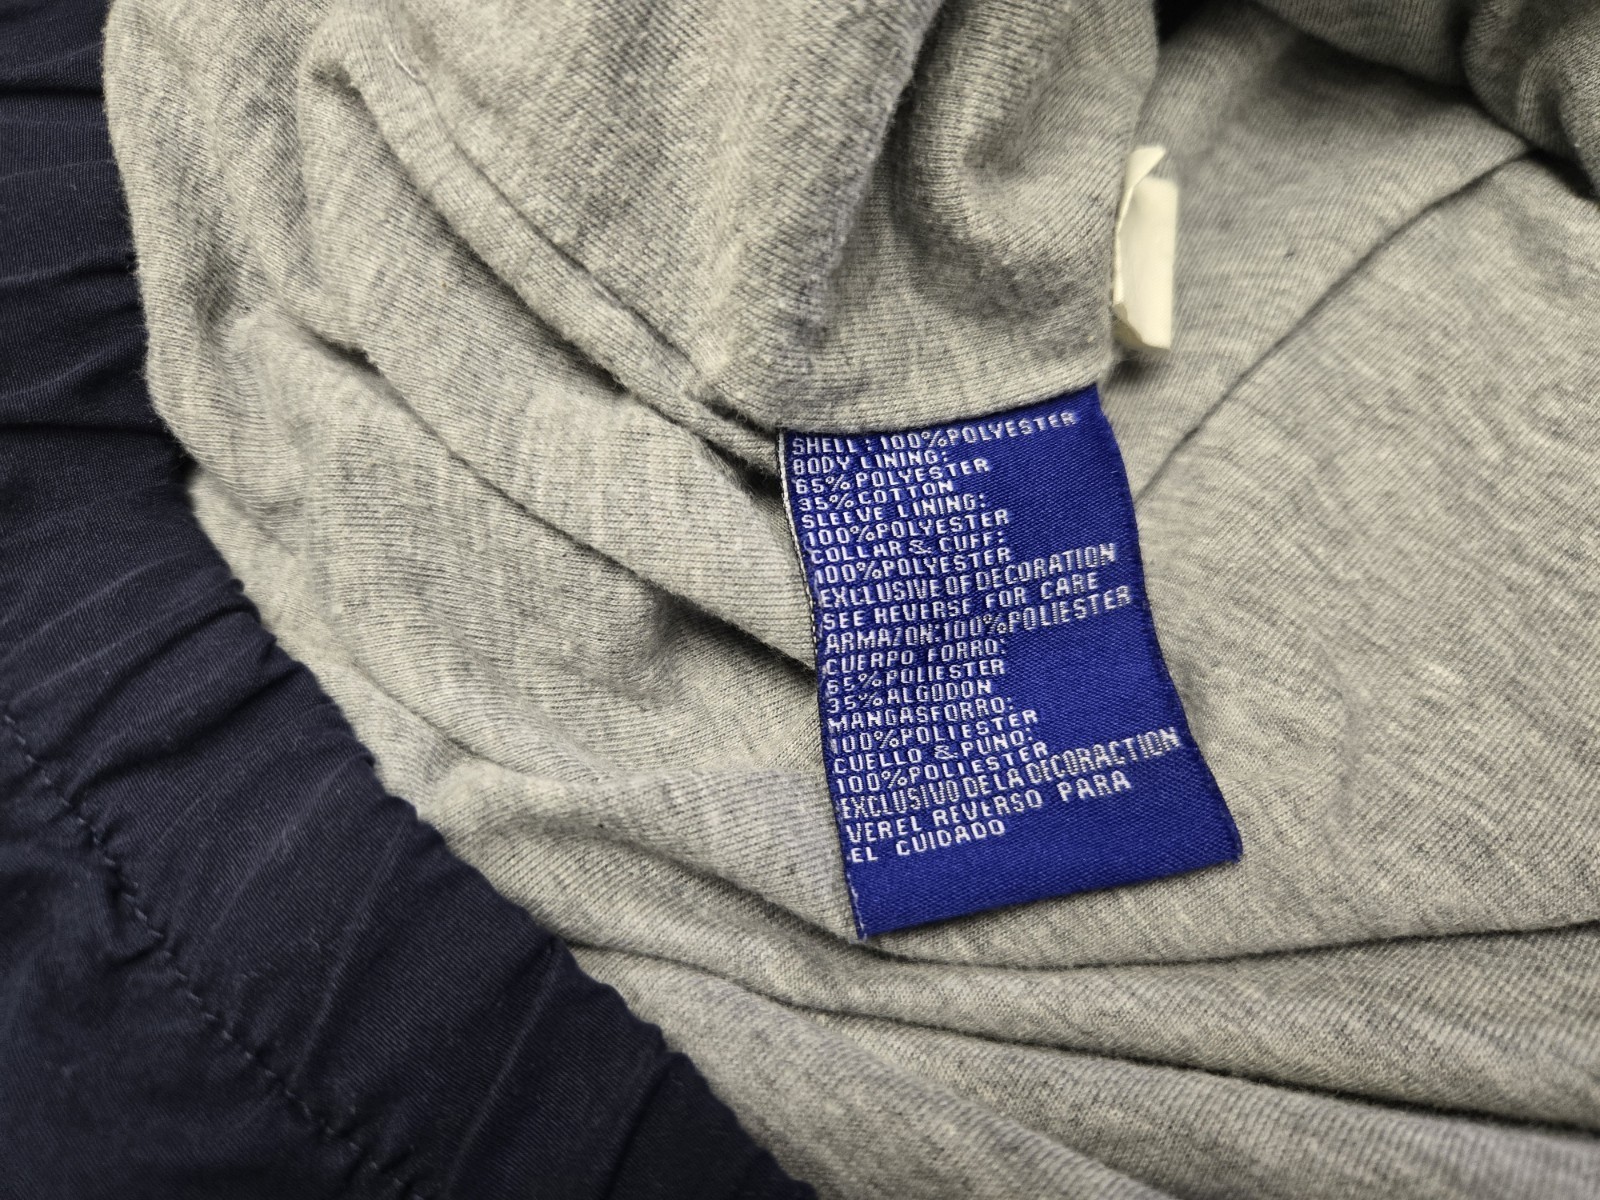 SHELL: 100%POLYESTER
BODY LINING:
65%POLYESTER
35%COTTON
SLEEVE LINING:
100%POLYESTER
COLLAR & CUFF:
100%POLYESTER
EXCLUSIVE OF DECORATION
SEE REVERSE FOR CARE
ARMAZON:100%POLIESTER
CUERPO FORRO:
65%POLIESTER
35%ALGODON
MANGASFORRO:
100%POLIESTER
CUELLO & PUNO:
100%POLIESTER
EXCLUSIVO DE LA DECORACTION
VEREL REVERSO PARA
EL CUIDADO